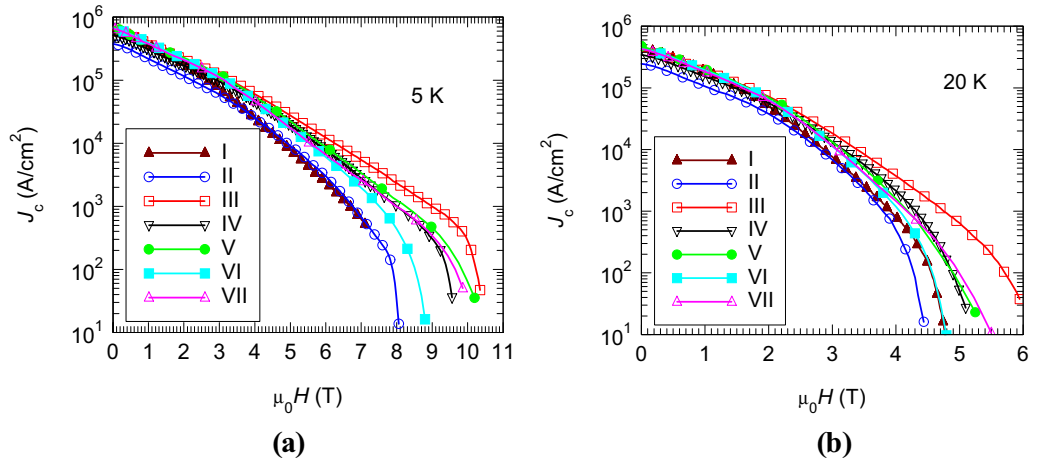 10^6
10^5
10^4
10^3
10^2
10^1
J_c (A/cm^2)
5 K
I
II
III
IV
V
VI
VII
0 1 2 3 4 5 6 7 8 9 10 11
μ_0H (T)
(a)
10^6
10^5
10^4
10^3
10^2
10
J_c (A/cm^2)
20 K
I
II
III
IV
V
VI
VII
0 1 2 3 4 5 6
μ_0H (T)
(b)